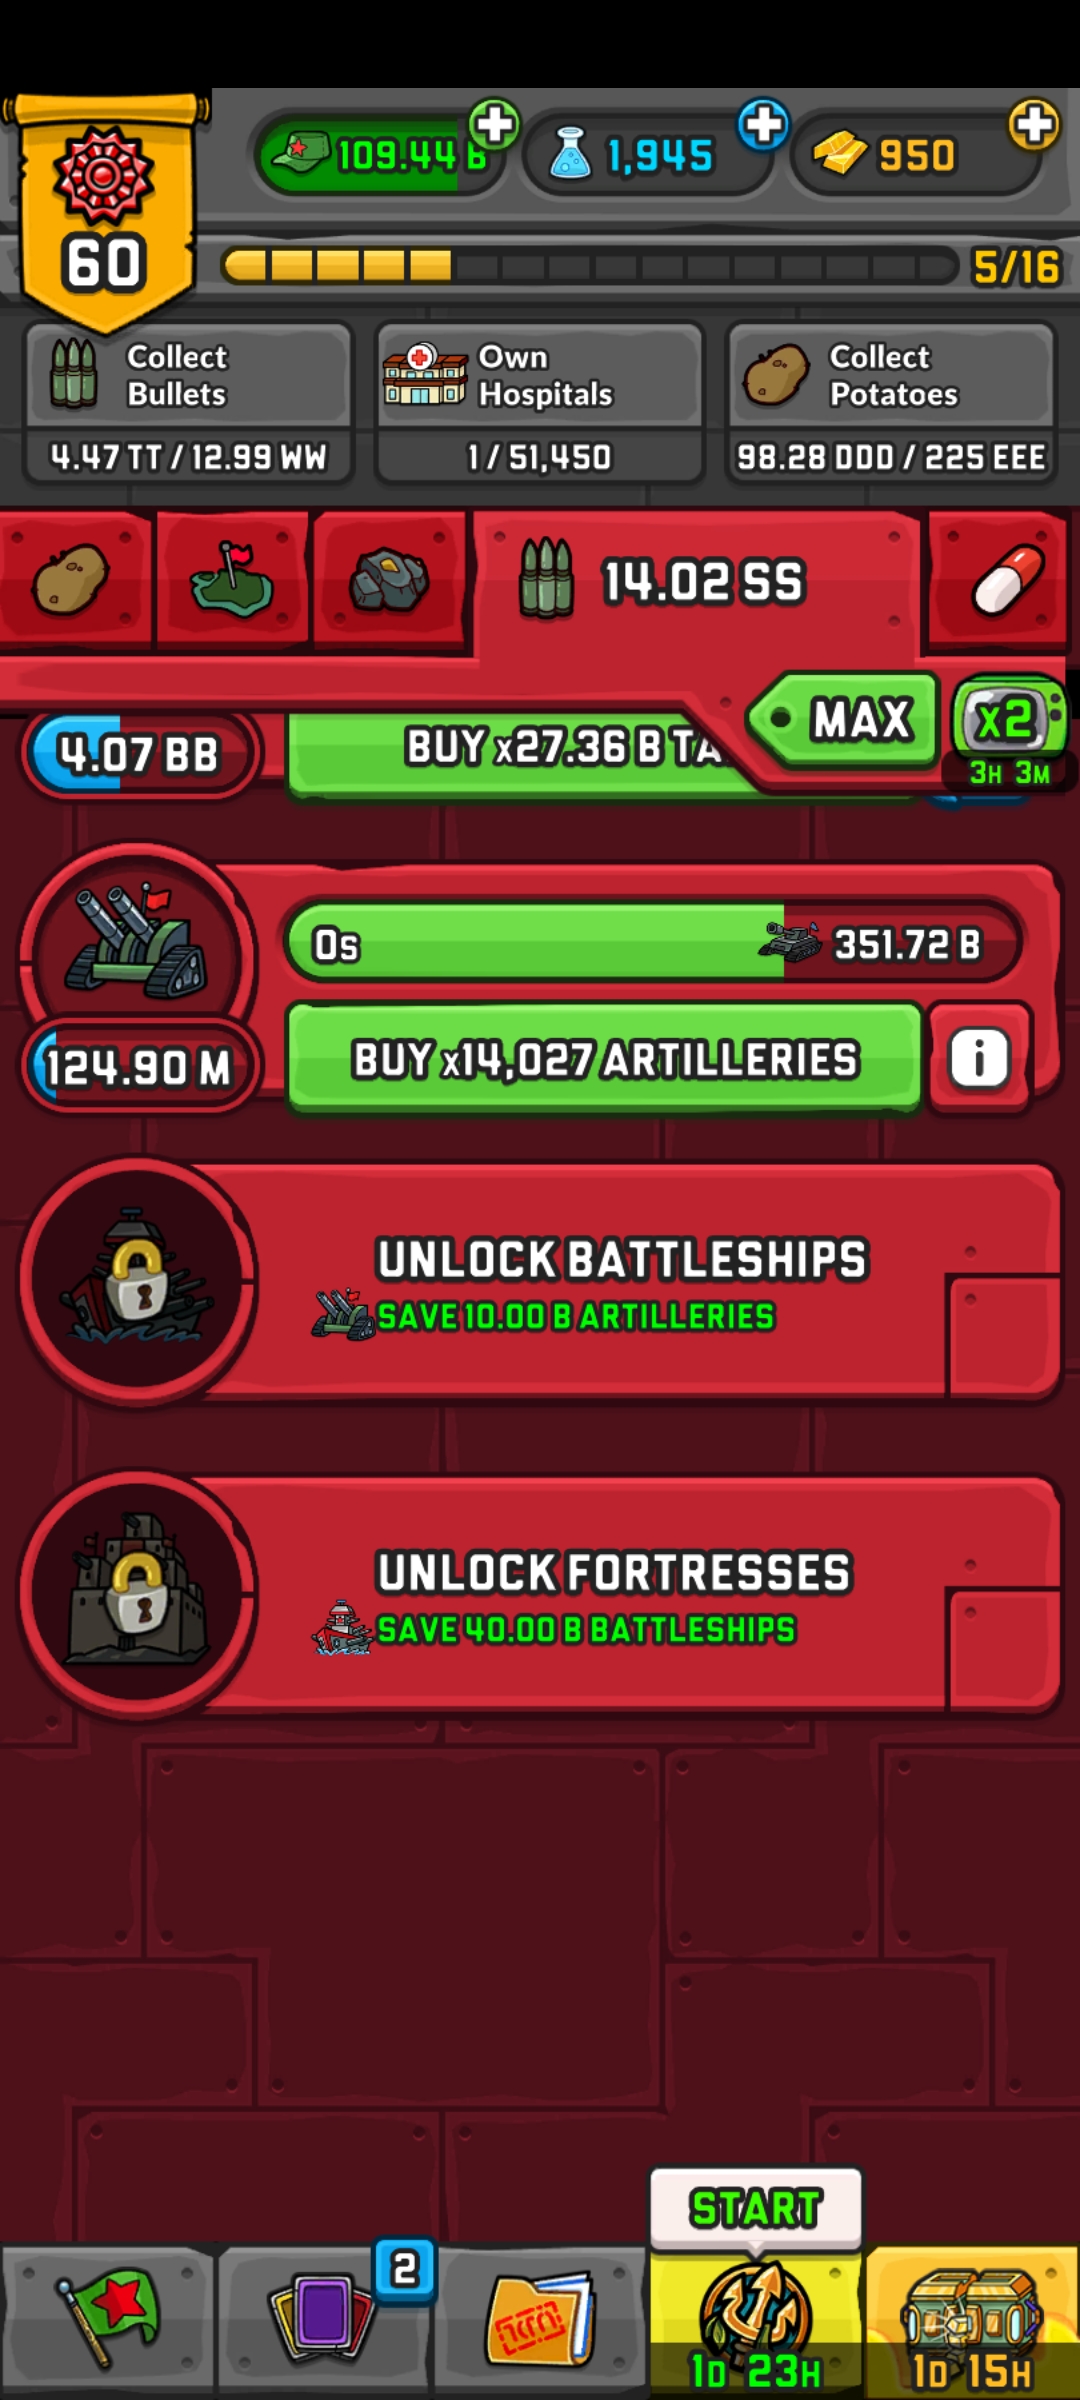 109.44 B
1,945
950
60
5/16
Collect
Bullets
Own
Hospitals
Collect
Potatoes
4.47 TT / 12.99 WW
1 / 51,450
98.28 DDD / 225 EEE
14.02 SS
MAX
x2
3H 3M
4.07 BB
BUY x27.36 B TA
0s
351.72 B
124.90 M
BUY x14,027 ARTILLERIES
i
UNLOCK BATTLESHIPS
SAVE 10.00 B ARTILLERIES
UNLOCK FORTRESSES
SAVE 40.00 B BATTLESHIPS
START
2
1D 23H
1D 15H